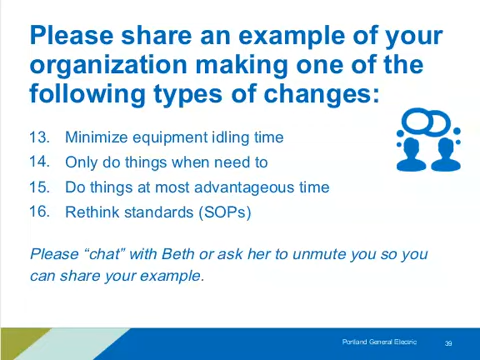 Please share an example of your
organization making one of the
following types of changes:
13. Minimize equipment idling time
14. Only do things when need to
15. Do things at most advantageous time
16. Rethink standards (SOPs)
Please “chat” with Beth or ask her to unmute you so you
can share your example.
Portland General Electric 39